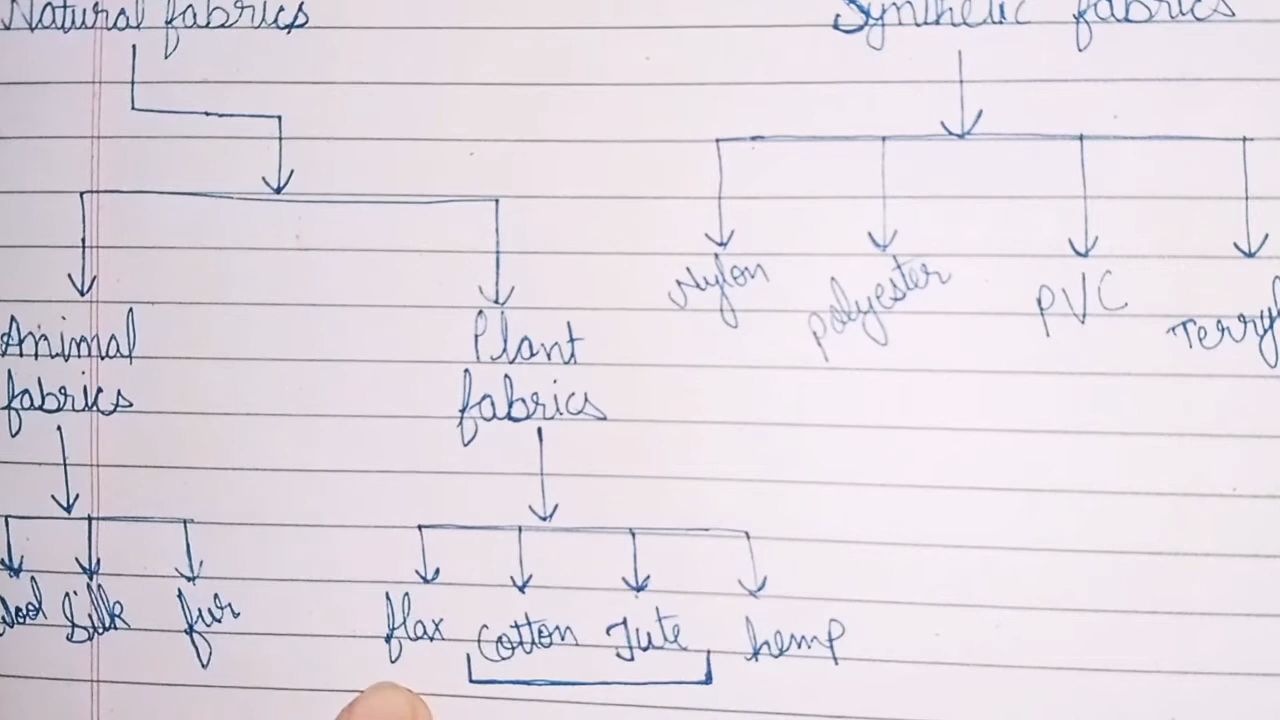 Natural fabrics
Synthetic fabrics
Nylon
polyester
PVC
Animal
fabrics
Plant
fabrics
Silk
fur
flax
Cotton
Jute
hemp